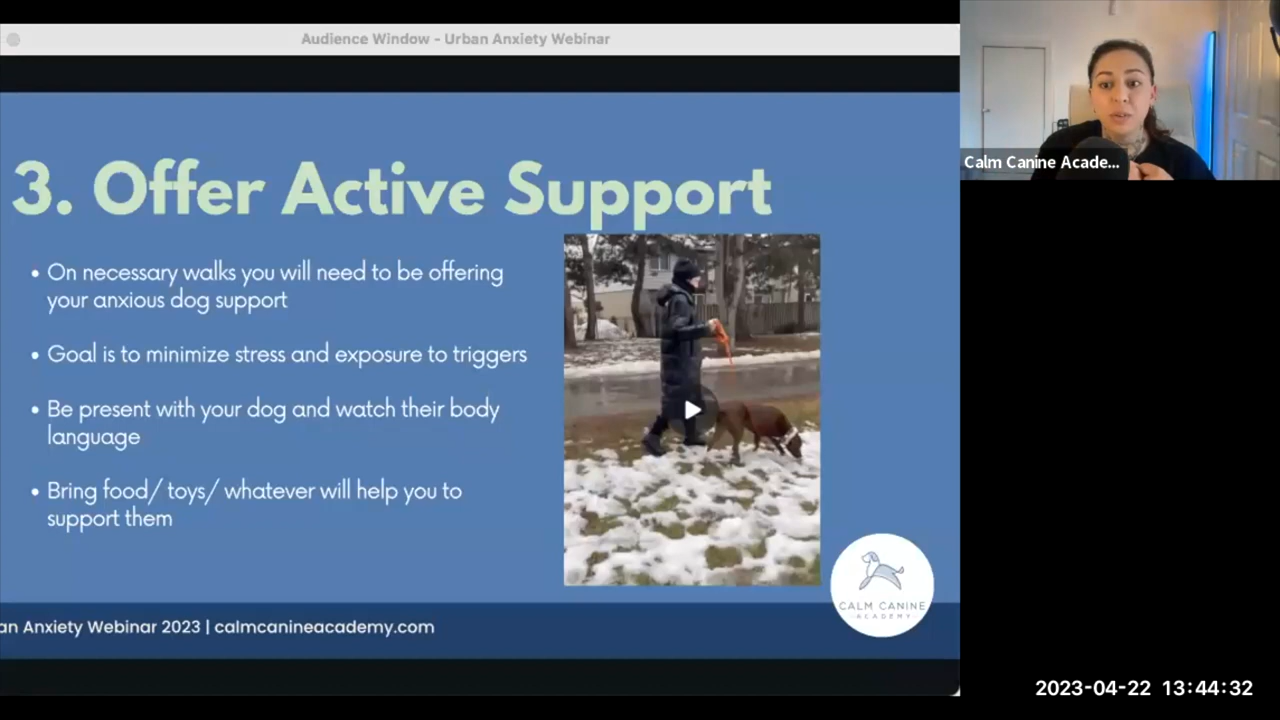 Audience Window - Urban Anxiety Webinar
Calm Canine Acade...
3. Offer Active Support
• On necessary walks you will need to be offering
your anxious dog support
• Goal is to minimize stress and exposure to triggers
• Be present with your dog and watch their body
language
• Bring food/ toys/ whatever will help you to
support them
CALM CANINE
ACADEMY
an Anxiety Webinar 2023 | calmcanineacademy.com
2023-04-22 13:44:32